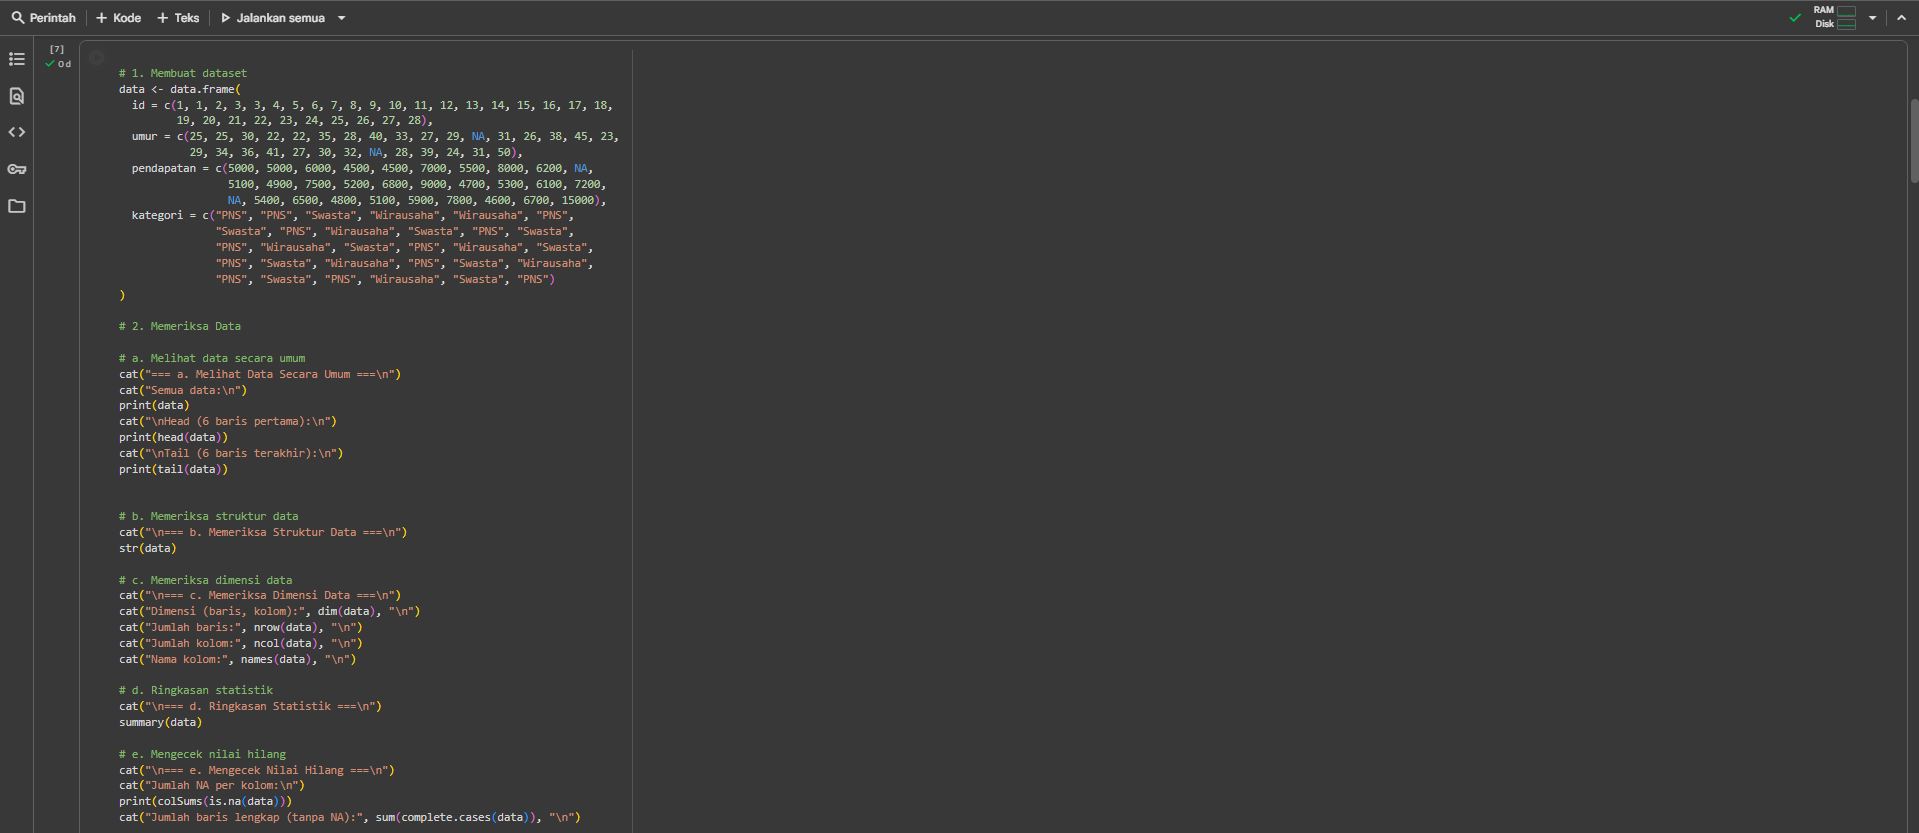 Perintah + Kode + Teks Jalankan semua
RAM
Disk
[7]
0 d
# 1. Membuat dataset
data <- data.frame(
id = c(1, 1, 2, 3, 3, 4, 5, 6, 7, 8, 9, 10, 11, 12, 13, 14, 15, 16, 17, 18,
19, 20, 21, 22, 23, 24, 25, 26, 27, 28),
umur = c(25, 25, 30, 22, 22, 35, 28, 40, 33, 27, 29, NA, 31, 26, 38, 45, 23,
29, 34, 36, 41, 27, 30, 32, NA, 28, 39, 24, 31, 50),
pendapatan = c(5000, 5000, 6000, 4500, 4500, 7000, 5500, 8000, 6200, NA,
5100, 4900, 7500, 5200, 6800, 9000, 4700, 5300, 6100, 7200,
NA, 5400, 6500, 4800, 5100, 5900, 7800, 4600, 6700, 15000),
kategori = c("PNS", "PNS", "Swasta", "Wirausaha", "Wirausaha", "PNS",
"Swasta", "PNS", "Wirausaha", "Swasta", "PNS", "Swasta",
"PNS", "Wirausaha", "Swasta", "PNS", "Wirausaha", "Swasta",
"PNS", "Swasta", "Wirausaha", "PNS", "Swasta", "Wirausaha",
"PNS", "Swasta", "PNS", "Wirausaha", "Swasta", "PNS")
)
# 2. Memeriksa Data
# a. Melihat data secara umum
cat("=== a. Melihat Data Secara Umum ===\n")
cat("Semua data:\n")
print(data)
cat("\nHead (6 baris pertama):\n")
print(head(data))
cat("\nTail (6 baris terakhir):\n")
print(tail(data))
# b. Memeriksa struktur data
cat("\n=== b. Memeriksa Struktur Data ===\n")
str(data)
# c. Memeriksa dimensi data
cat("\n=== c. Memeriksa Dimensi Data ===\n")
cat("Dimensi (baris, kolom):", dim(data), "\n")
cat("Jumlah baris:", nrow(data), "\n")
cat("Jumlah kolom:", ncol(data), "\n")
cat("Nama kolom:", names(data), "\n")
# d. Ringkasan statistik
cat("\n=== d. Ringkasan Statistik ===\n")
summary(data)
# e. Mengecek nilai hilang
cat("\n=== e. Mengecek Nilai Hilang ===\n")
cat("Jumlah NA per kolom:\n")
print(colSums(is.na(data)))
cat("Jumlah baris lengkap (tanpa NA):", sum(complete.cases(data)), "\n")